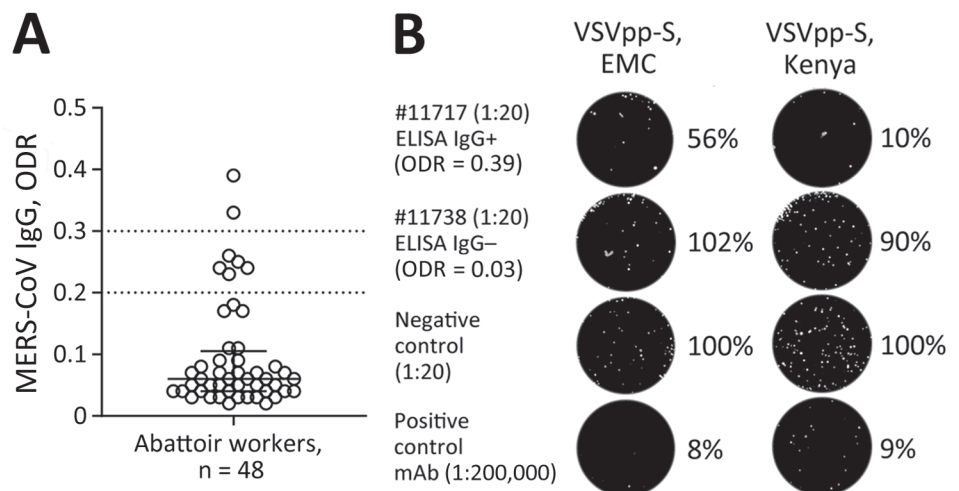 A
MERS-CoV IgG, ODR
0.5
0.4
0.3
0.2
0.1
0
Abattoir workers,
n = 48
B
VSVpp-S,
EMC
VSVpp-S,
Kenya
#11717 (1:20)
ELISA IgG+
(ODR = 0.39)
56%
10%
#11738 (1:20)
ELISA IgG–
(ODR = 0.03)
102%
90%
Negative
control
(1:20)
100%
100%
Positive
control
mAb (1:200,000)
8%
9%